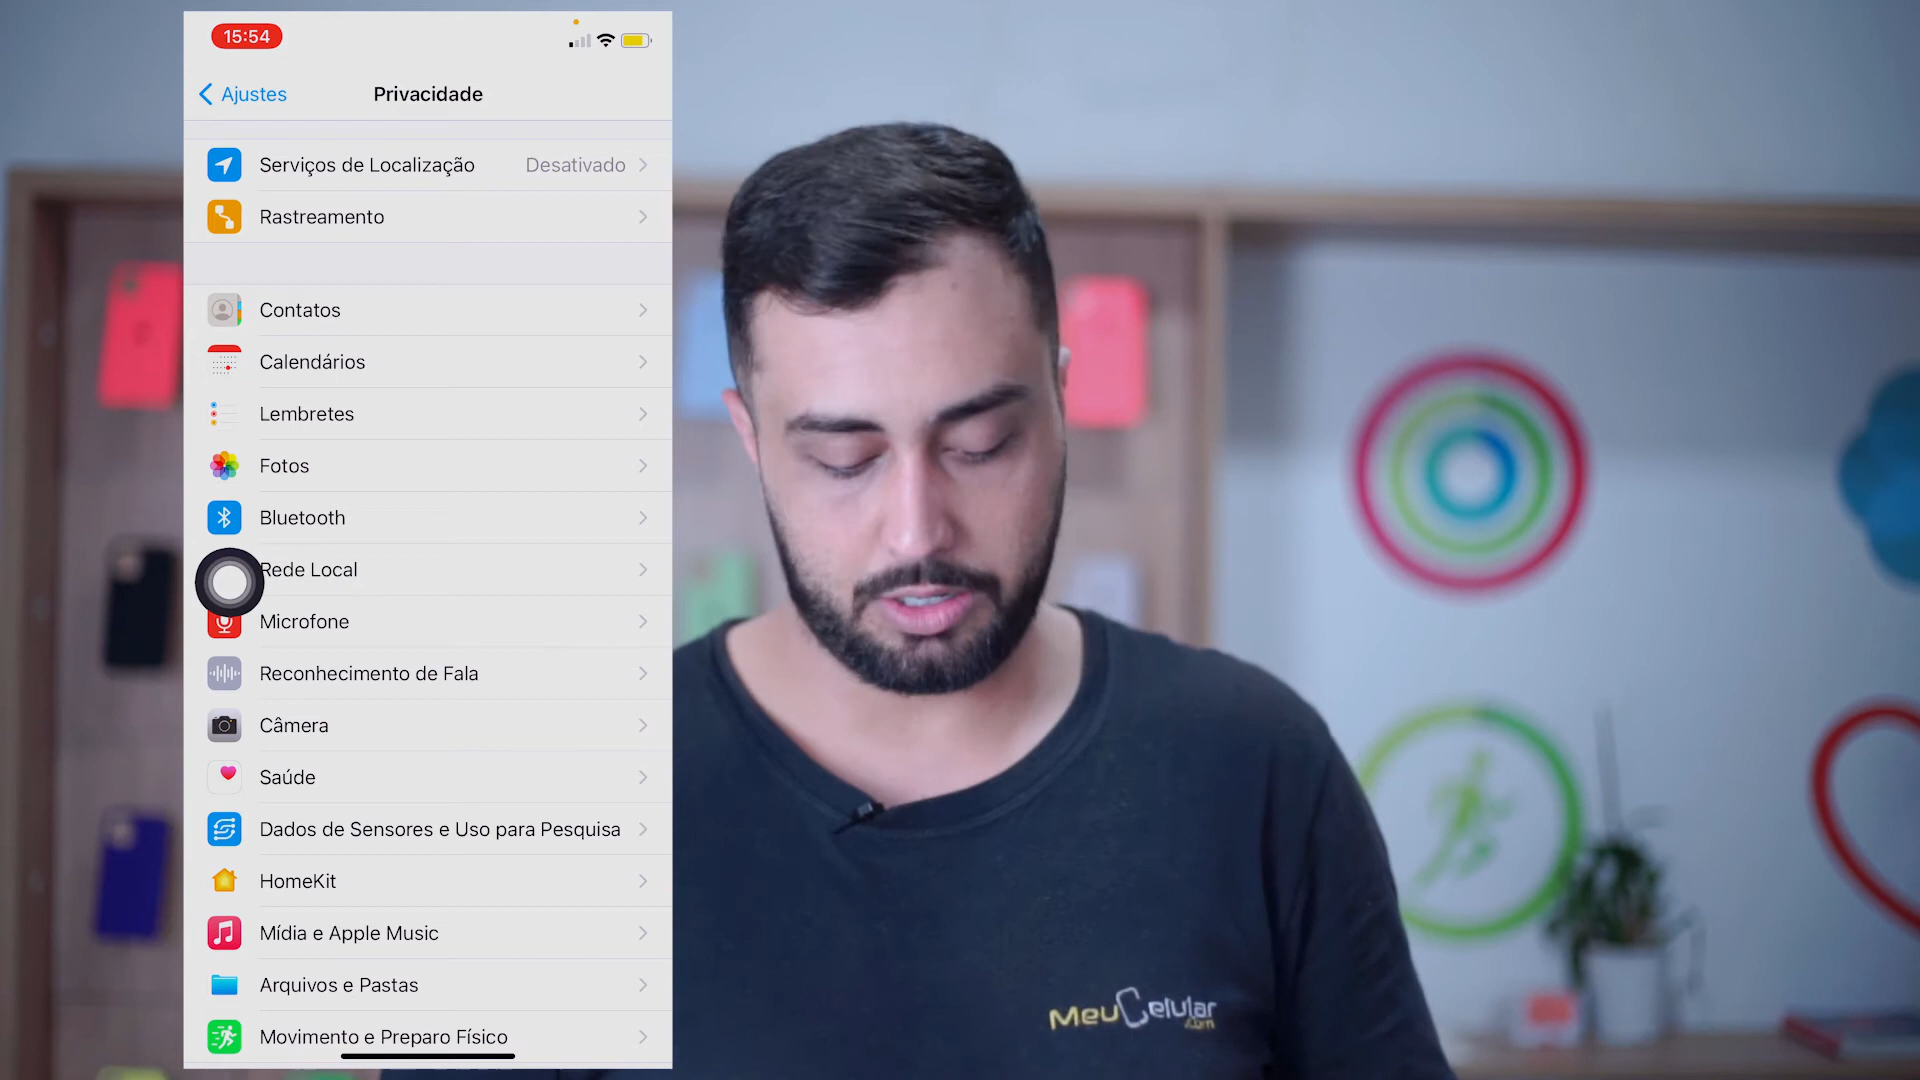 15:54
Ajustes
Privacidade
Serviços de Localização
Desativado
Rastreamento
Contatos
Calendários
Lembretes
Fotos
Bluetooth
Rede Local
Microfone
Reconhecimento de Fala
Câmera
Saúde
Dados de Sensores e Uso para Pesquisa
HomeKit
Mídia e Apple Music
Arquivos e Pastas
Movimento e Preparo Físico
MeuCelular
.com